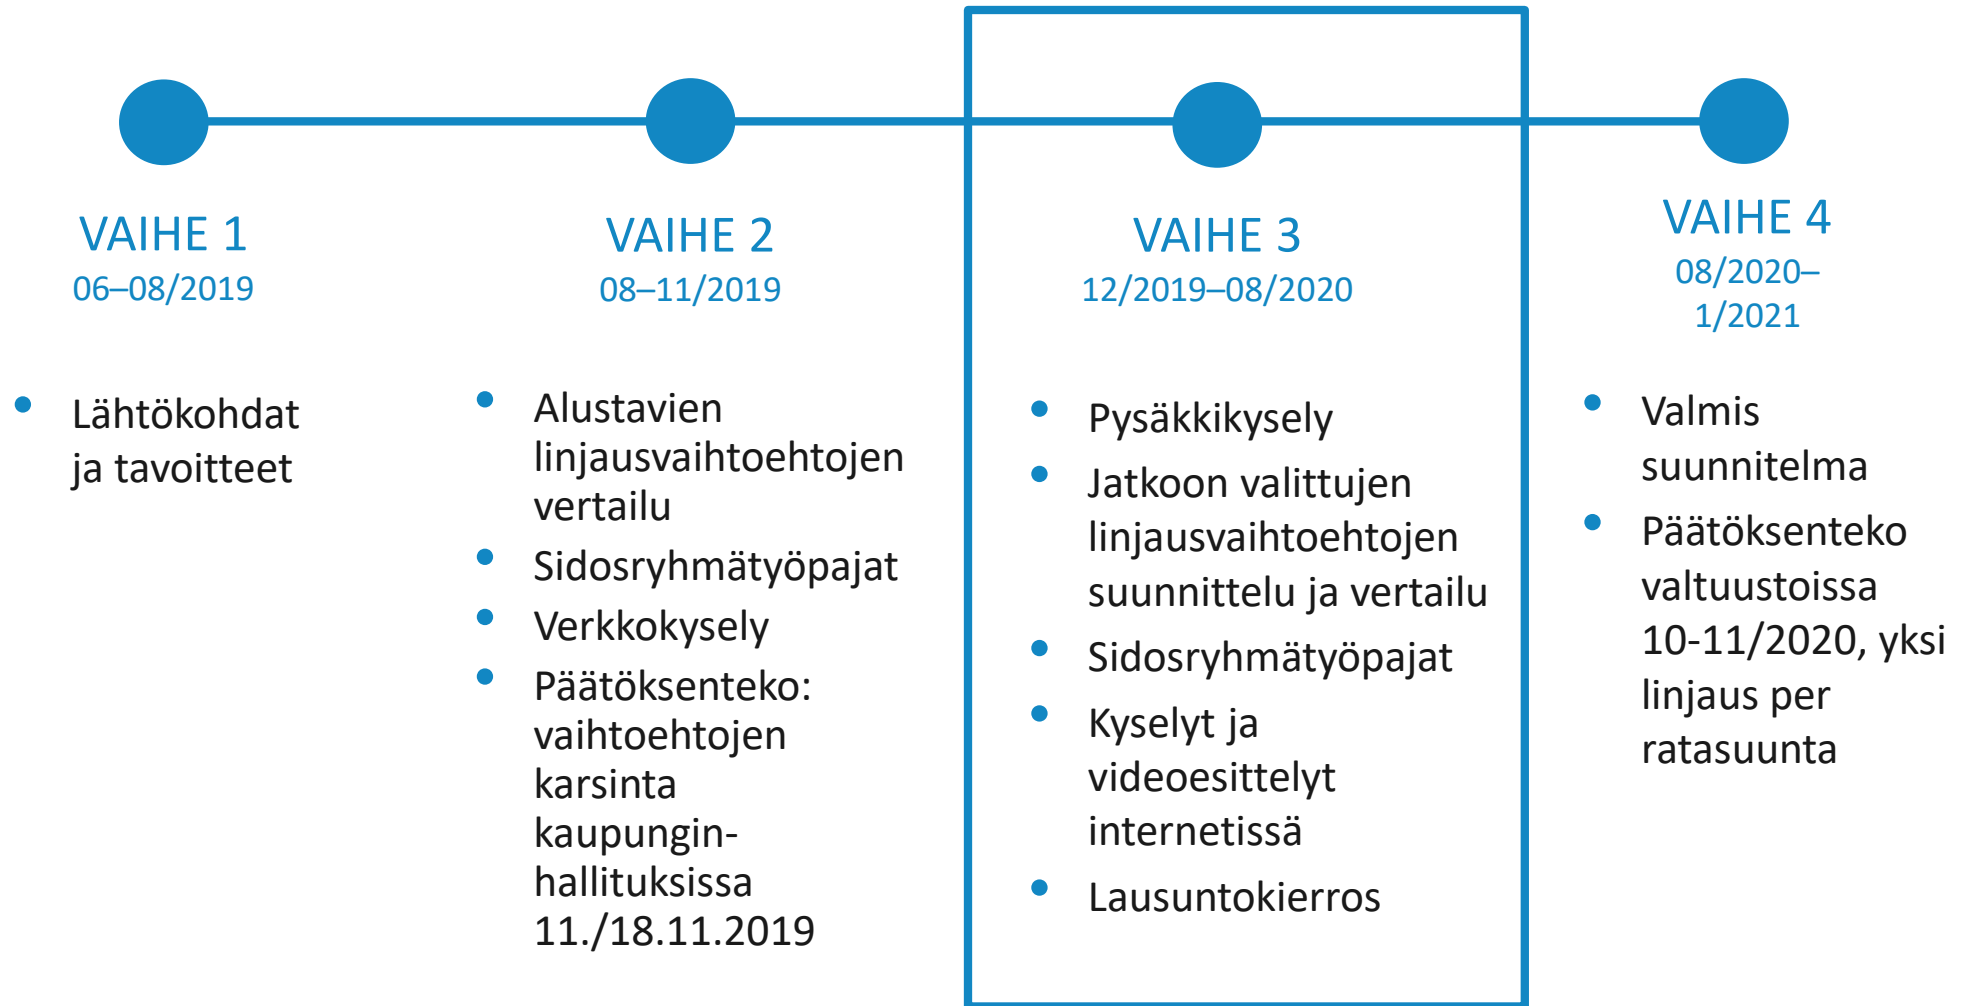 VAIHE 1
06–08/2019
Lähtökohdat
ja tavoitteet
VAIHE 2
08–11/2019
Alustavien
linjausvaihtoehtojen
vertailu
Sidosryhmätyöpajat
Verkkokysely
Päätöksenteko:
vaihtoehtojen
karsinta
kaupungin-
hallituksissa
11./18.11.2019
VAIHE 3
12/2019–08/2020
Pysäkkikysely
Jatkoon valittujen
linjausvaihtoehtojen
suunnittelu ja vertailu
Sidosryhmätyöpajat
Kyselyt ja
videoesittelyt
internetissä
Lausuntokierros
VAIHE 4
08/2020–
1/2021
Valmis
suunnitelma
Päätöksenteko
valtuustoissa
10-11/2020, yksi
linjaus per
ratasuunta